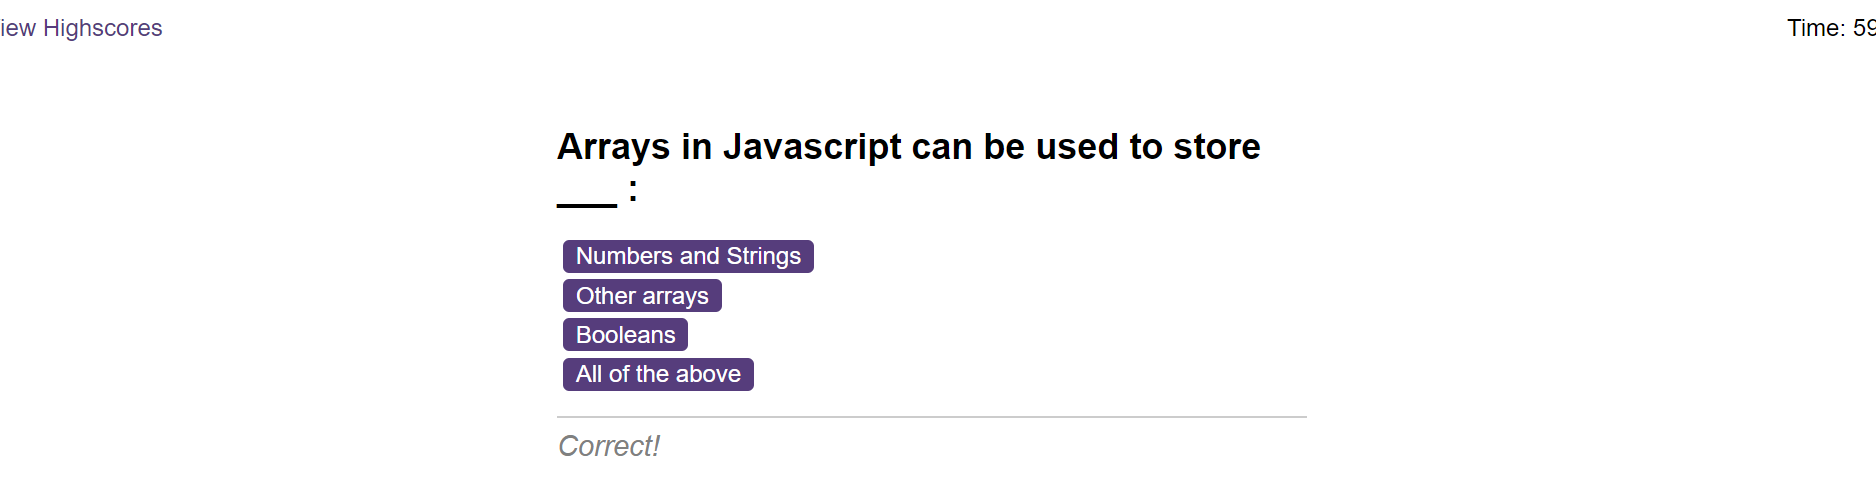 iew Highscores
Time: 59
Arrays in Javascript can be used to store
___ :
Numbers and Strings
Other arrays
Booleans
All of the above
Correct!